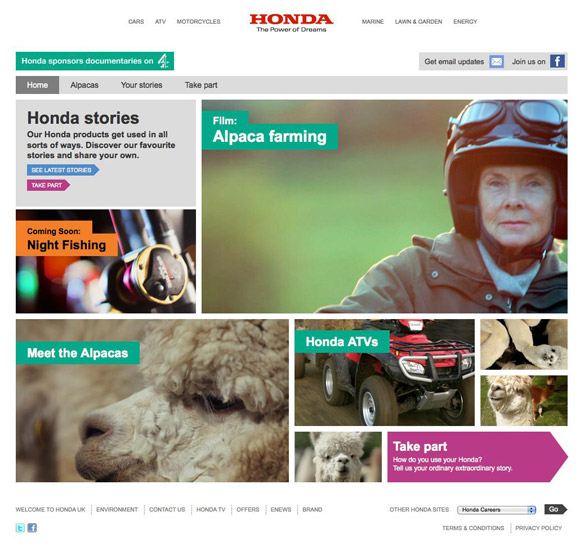 CARS ATV MOTORCYCLES HONDA MARINE LAWN & GARDEN ENERGY
The Power of Dreams
Honda sponsors documentaries on 4
Get email updates Join us on f
Home Alpacas Your stories Take part
Honda stories
Our Honda products get used in all
sorts of ways. Discover our favourite
stories and share your own.
SEE LATEST STORIES
TAKE PART
Film:
Alpaca farming
Coming Soon:
Night Fishing
Meet the Alpacas
Honda ATVs
Take part
How do you use your Honda?
Tell us your ordinary extraordinary story.
WELCOME TO HONDA UK ENVIRONMENT CONTACT US HONDA TV OFFERS ENEWS BRAND OTHER HONDA SITES Honda Careers Go
TERMS & CONDITIONS PRIVACY POLICY